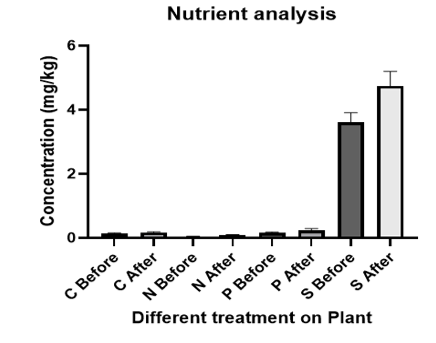 Nutrient analysis
Concentration (mg/kg)
6
4
2
0
C Before
C After
N Before
N After
P Before
P After
S Before
S After
Different treatment on Plant